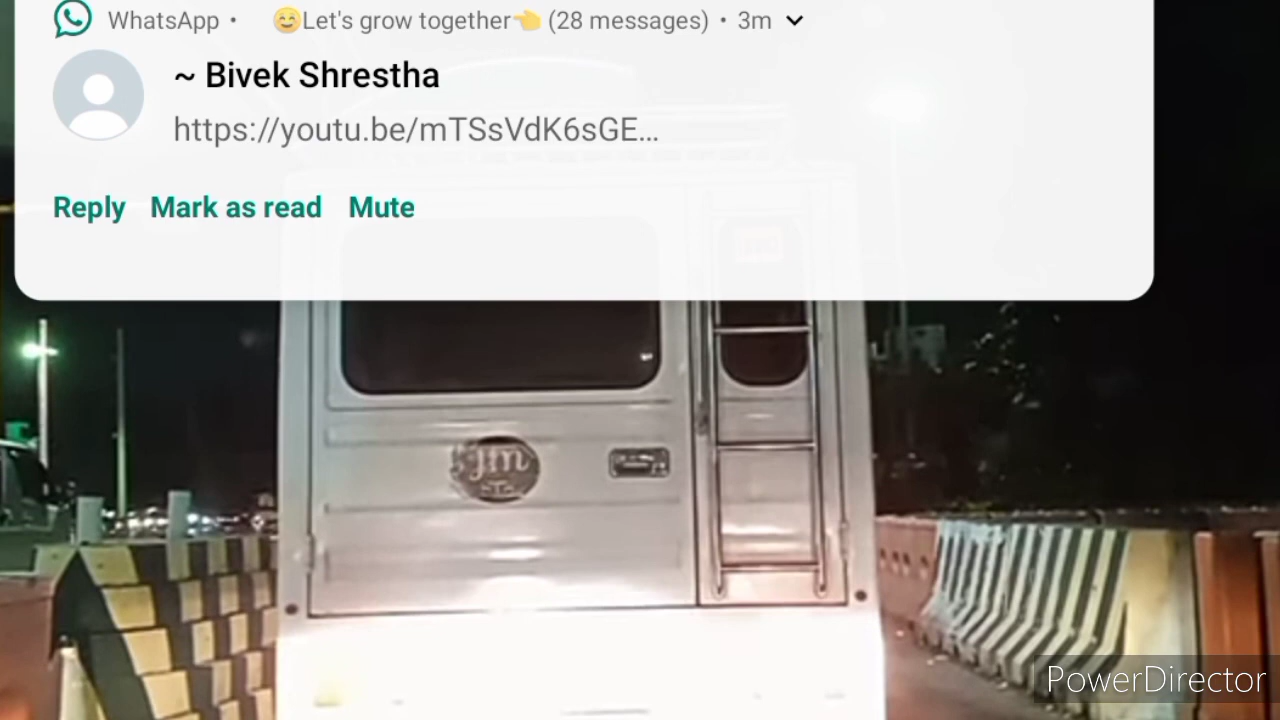 WhatsApp • 😊Let's grow together👈 (28 messages) • 3m
~ Bivek Shrestha
https://youtu.be/mTSsVdK6sGE...
Reply Mark as read Mute
jm
PowerDirector